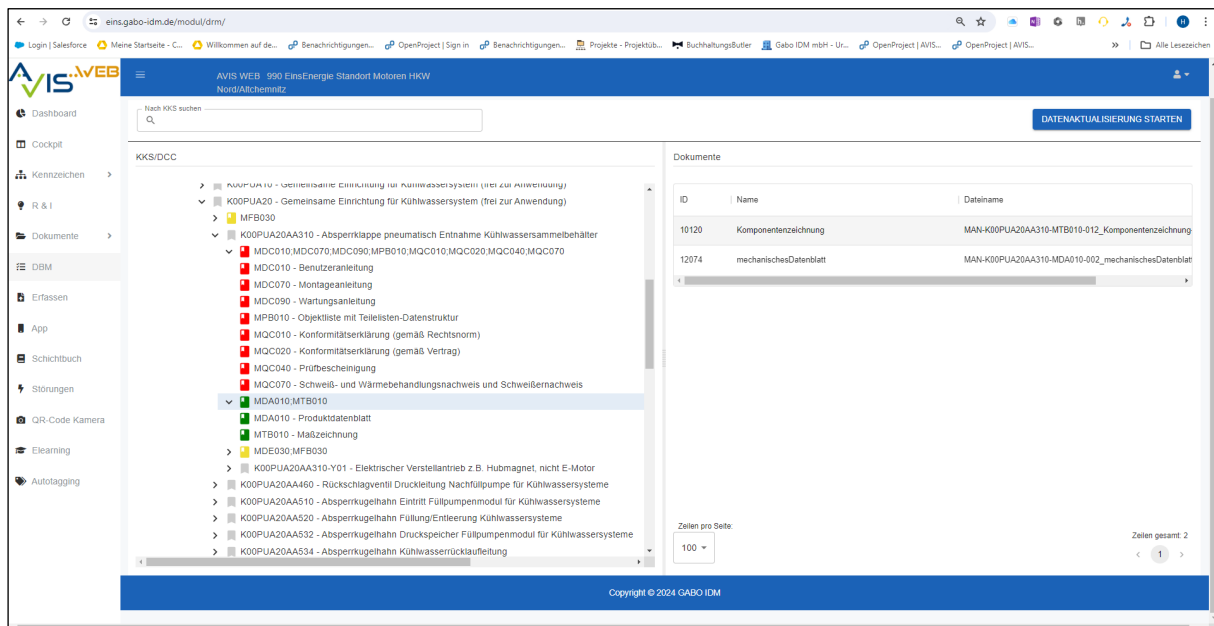 eins.gabo-idm.de/modul/drm/
Login | Salesforce
Meine Startseite - C...
Willkommen auf de...
Benachrichtigungen...
OpenProject | Sign in
Benachrichtigungen...
Projekte - Projektüb...
BuchhaltungsButler
Gabo IDM mbH - Ur...
OpenProject | AVIS...
OpenProject | AVIS...
»
Alle Lesezeichen
AVIS..WEB
AVIS WEB 990 EinsEnergie Standort Motoren HKW
Nord/Altchemnitz
Dashboard
Cockpit
Kennzeichen
R & I
Dokumente
DBM
Erfassen
App
Schichtbuch
Störungen
QR-Code Kamera
Elearning
Autotagging
Nach KKS suchen
DATENAKTUALISIERUNG STARTEN
KKS/DCC
K00PUA10 - Gemeinsame Einrichtung für Kühlwassersystem (frei zur Anwendung)
K00PUA20 - Gemeinsame Einrichtung für Kühlwassersystem (frei zur Anwendung)
MFB030
K00PUA20AA310 - Absperrklappe pneumatisch Entnahme Kühlwassersammelbehälter
MDC010;MDC070;MDC090;MPB010;MQC010;MQC020;MQC040;MQC070
MDC010 - Benutzeranleitung
MDC070 - Montageanleitung
MDC090 - Wartungsanleitung
MPB010 - Objektliste mit Teilelisten-Datenstruktur
MQC010 - Konformitätserklärung (gemäß Rechtsnorm)
MQC020 - Konformitätserklärung (gemäß Vertrag)
MQC040 - Prüfbescheinigung
MQC070 - Schweiß- und Wärmebehandlungsnachweis und Schweißernachweis
MDA010;MTB010
MDA010 - Produktdatenblatt
MTB010 - Maßzeichnung
MDE030;MFB030
K00PUA20AA310-Y01 - Elektrischer Verstellantrieb z.B. Hubmagnet, nicht E-Motor
K00PUA20AA460 - Rückschlagventil Druckleitung Nachfüllpumpe für Kühlwassersysteme
K00PUA20AA510 - Absperrkugelhahn Eintritt Füllpumpenmodul für Kühlwassersysteme
K00PUA20AA520 - Absperrkugelhahn Füllung/Entleerung Kühlwassersysteme
K00PUA20AA532 - Absperrkugelhahn Druckspeicher Füllpumpenmodul für Kühlwassersysteme
K00PUA20AA534 - Absperrkugelhahn Kühlwasserrücklaufleitung
Dokumente
ID Name Dateiname
10120 Komponentenzeichnung MAN-K00PUA20AA310-MTB010-012_Komponentenzeichnung-
12074 mechanischesDatenblatt MAN-K00PUA20AA310-MDA010-002_mechanischesDatenblatt
Zeilen pro Seite:
100
Zeilen gesamt: 2
1
Copyright © 2024 GABO IDM